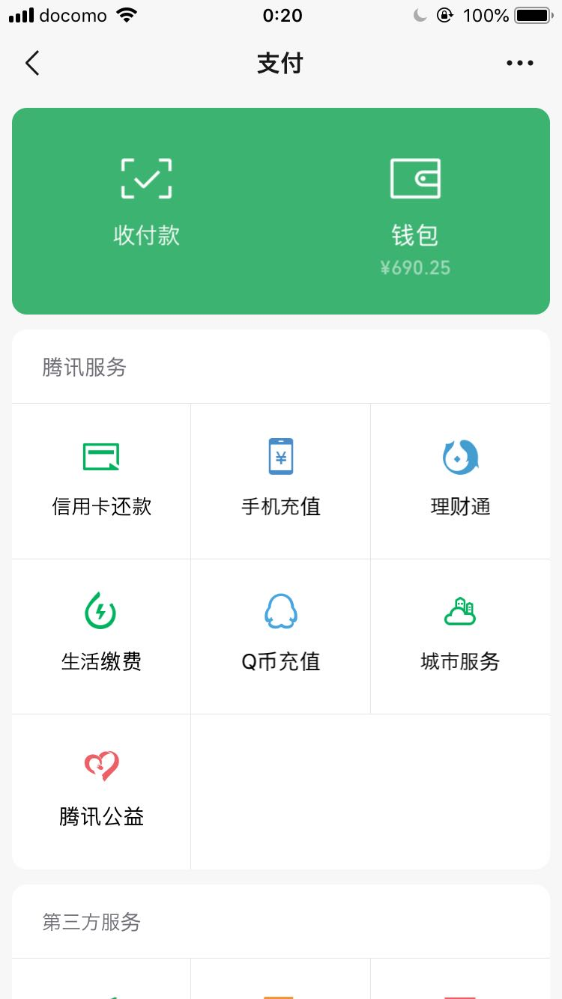 docomo 0:20 100%
支付
收付款 钱包
¥690.25
腾讯服务
¥
信用卡还款 手机充值 理财通
生活缴费 Q币充值 城市服务
腾讯公益
第三方服务